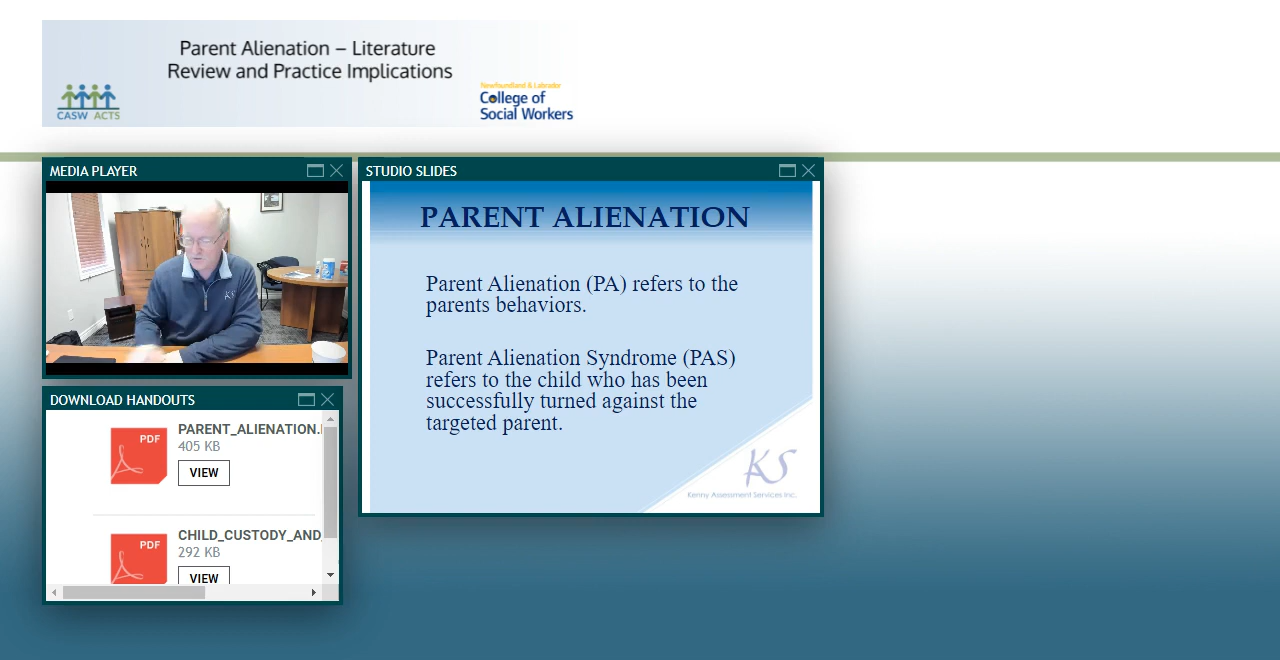 Parent Alienation – Literature
Review and Practice Implications
CASW ACTS
Newfoundland & Labrador
College of
Social Workers
MEDIA PLAYER
KS
STUDIO SLIDES
PARENT ALIENATION
Parent Alienation (PA) refers to the
parents behaviors.
Parent Alienation Syndrome (PAS)
refers to the child who has been
successfully turned against the
targeted parent.
KS
Kenny Assessment Services Inc.
DOWNLOAD HANDOUTS
PDF
PARENT_ALIENATION.
405 KB
VIEW
PDF
CHILD_CUSTODY_AND_
292 KB
VIEW